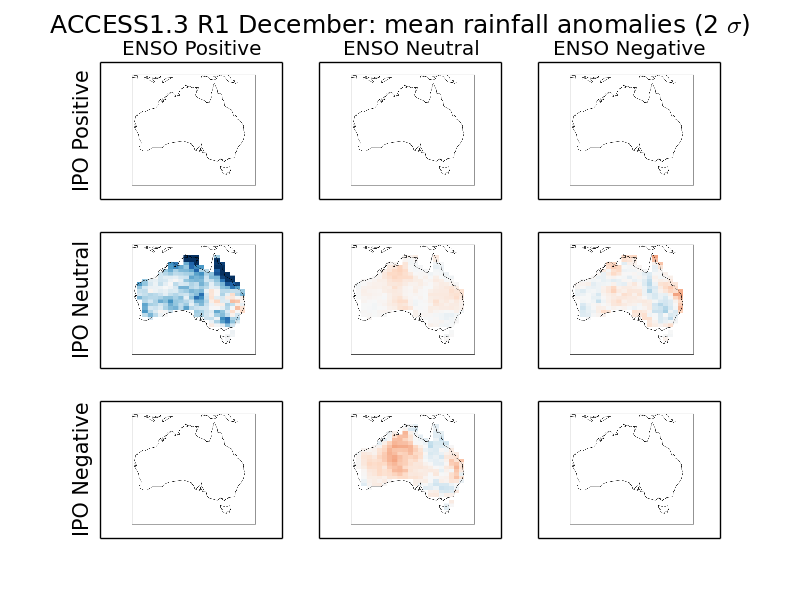 ACCESS1.3 R1 December: mean rainfall anomalies (2 σ)
ENSO Positive ENSO Neutral ENSO Negative
IPO Positive
IPO Neutral
IPO Negative